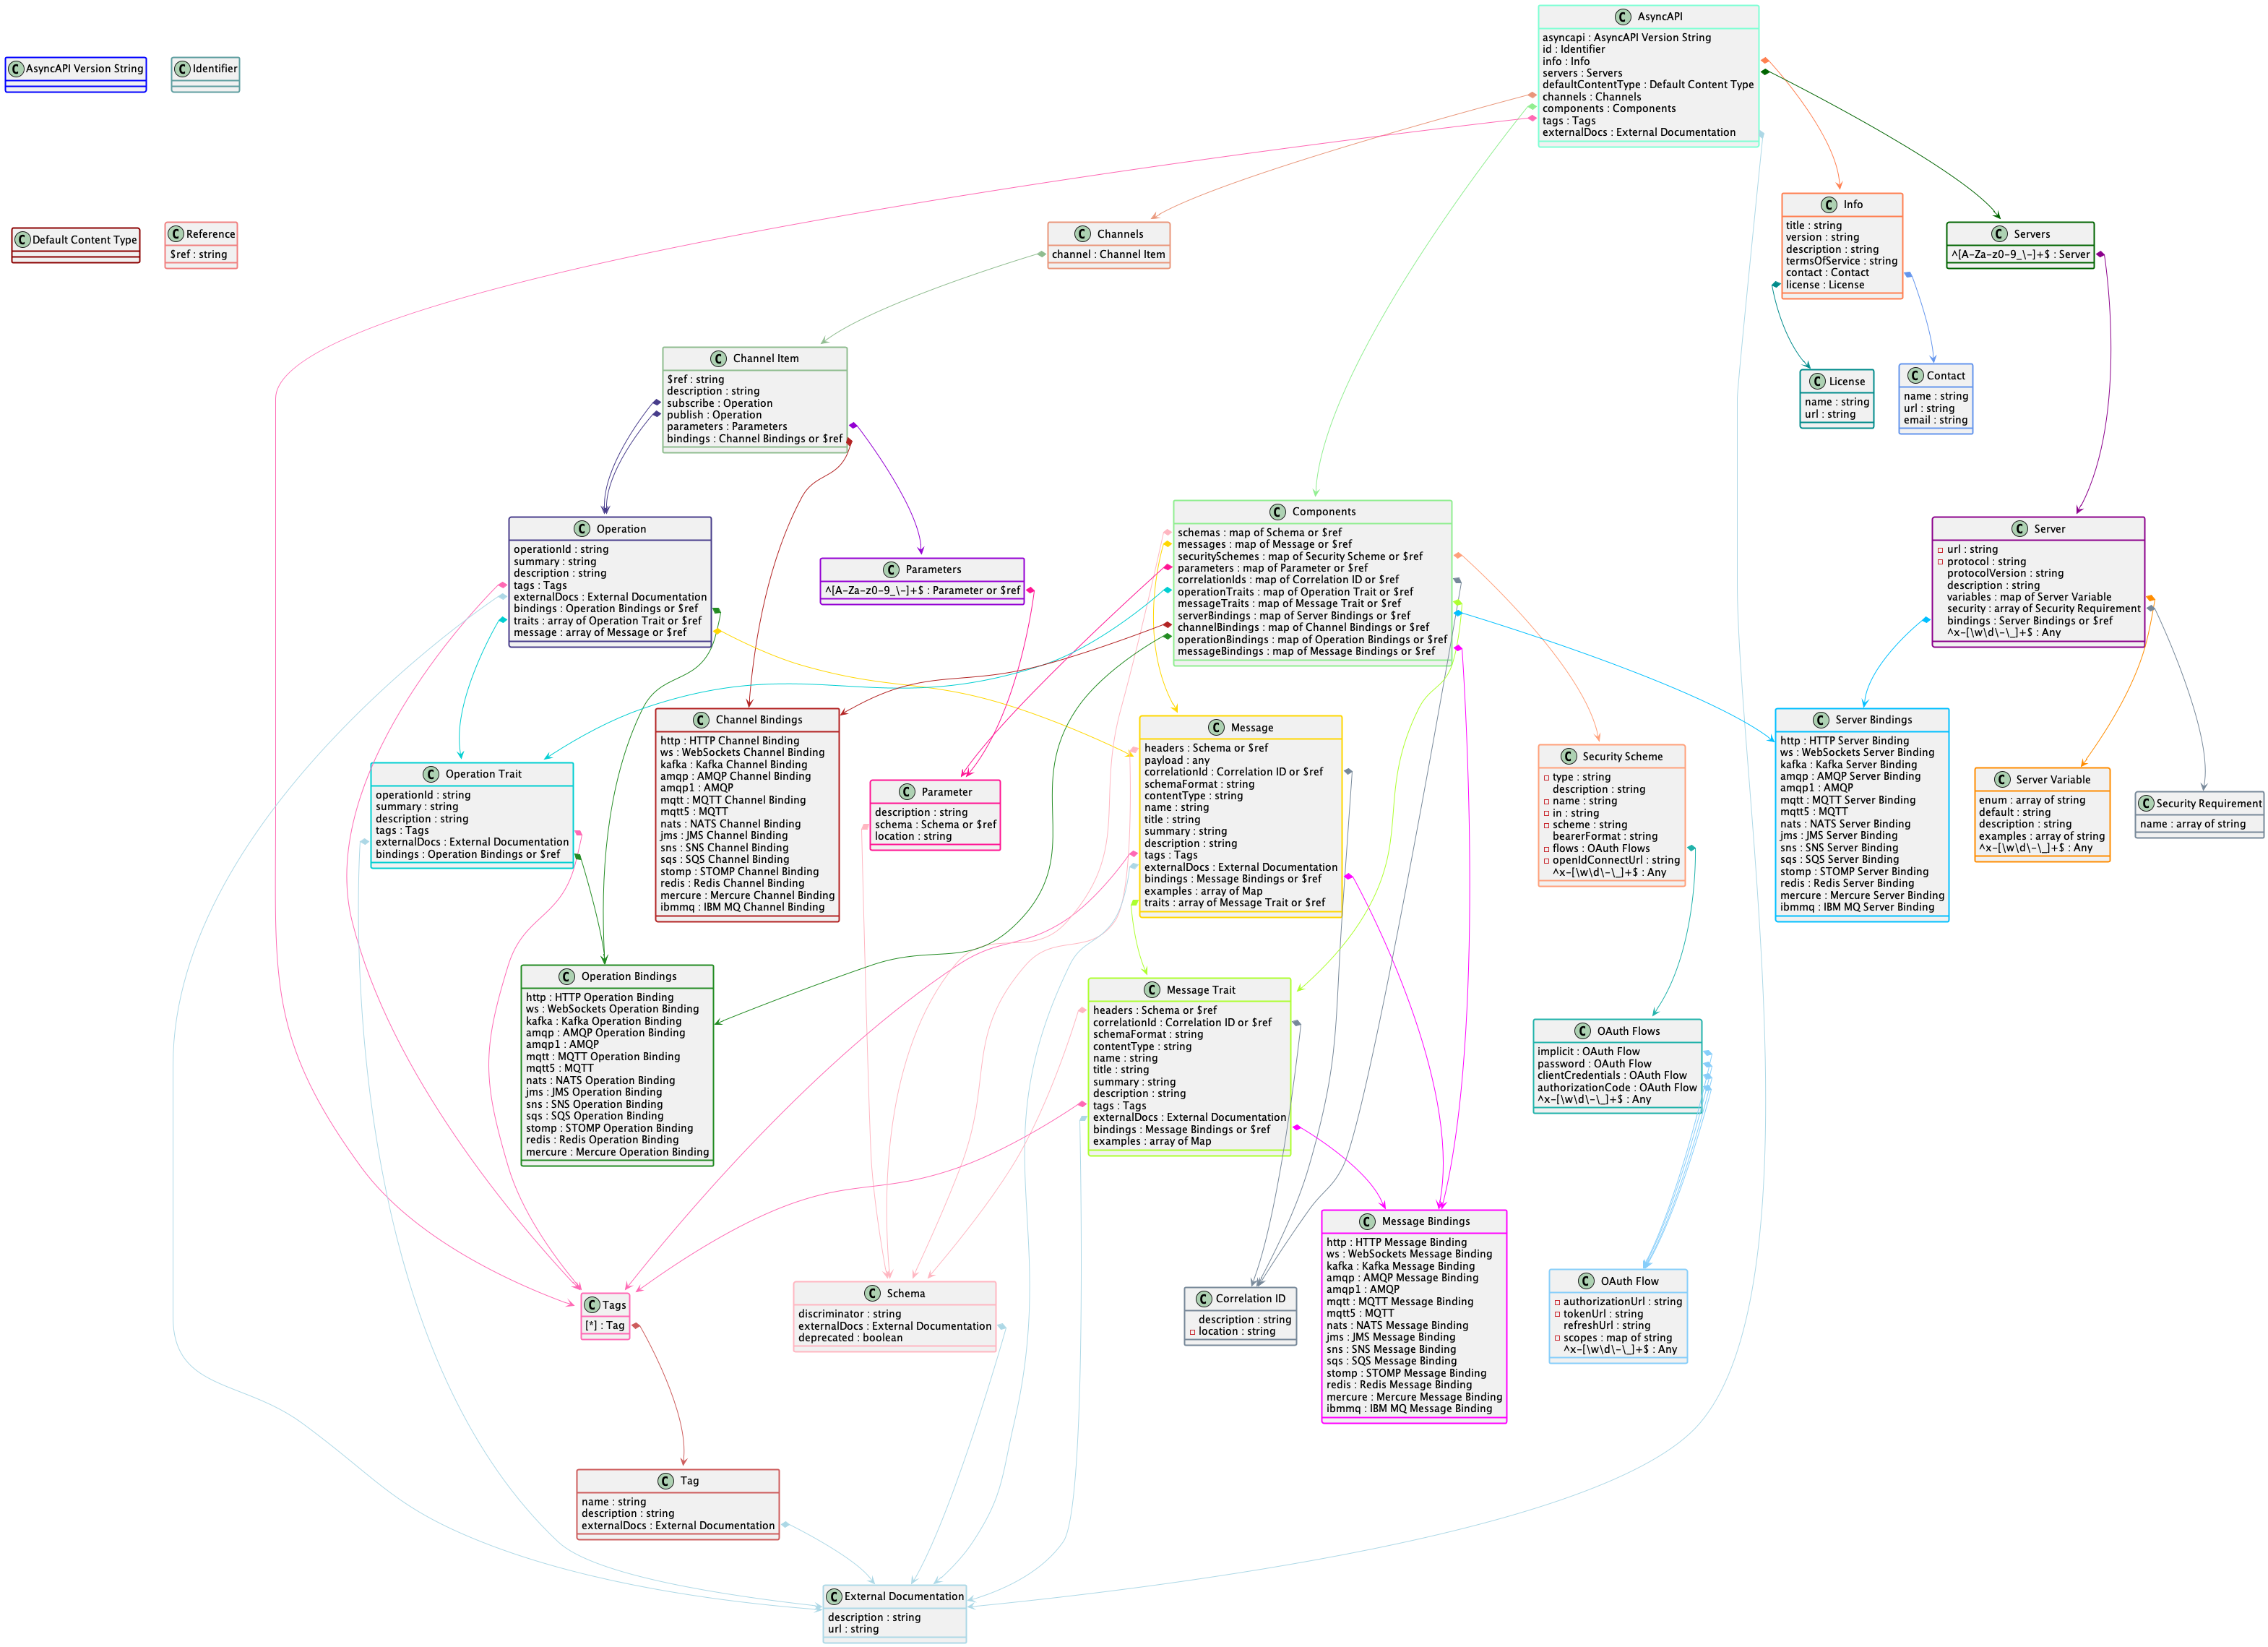 AsyncAPI
asyncapi : AsyncAPI Version String
id : Identifier
info : Info
servers : Servers
defaultContentType : Default Content Type
channels : Channels
components : Components
tags : Tags
externalDocs : External Documentation
AsyncAPI Version String
Identifier
Default Content Type
Reference
$ref : string
Channels
channel : Channel Item
Info
title : string
version : string
description : string
termsOfService : string
contact : Contact
license : License
Servers
^[A-Za-z0-9_\-]+$ : Server
Channel Item
$ref : string
description : string
subscribe : Operation
publish : Operation
parameters : Parameters
bindings : Channel Bindings or $ref
License
name : string
url : string
Contact
name : string
url : string
email : string
Operation
operationId : string
summary : string
description : string
tags : Tags
externalDocs : External Documentation
bindings : Operation Bindings or $ref
traits : array of Operation Trait or $ref
message : array of Message or $ref
Parameters
^[A-Za-z0-9_\-]+$ : Parameter or $ref
Components
schemas : map of Schema or $ref
messages : map of Message or $ref
securitySchemes : map of Security Scheme or $ref
parameters : map of Parameter or $ref
correlationIds : map of Correlation ID or $ref
operationTraits : map of Operation Trait or $ref
messageTraits : map of Message Trait or $ref
serverBindings : map of Server Bindings or $ref
channelBindings : map of Channel Bindings or $ref
operationBindings : map of Operation Bindings or $ref
messageBindings : map of Message Bindings or $ref
Server
url : string
protocol : string
protocolVersion : string
description : string
variables : map of Server Variable
security : array of Security Requirement
bindings : Server Bindings or $ref
^x-[\w\d\-\_]+$ : Any
Operation Trait
operationId : string
summary : string
description : string
tags : Tags
externalDocs : External Documentation
bindings : Operation Bindings or $ref
Channel Bindings
http : HTTP Channel Binding
ws : WebSockets Channel Binding
kafka : Kafka Channel Binding
amqp : AMQP Channel Binding
amqp1 : AMQP
mqtt : MQTT Channel Binding
mqtt5 : MQTT
nats : NATS Channel Binding
jms : JMS Channel Binding
sns : SNS Channel Binding
sqs : SQS Channel Binding
stomp : STOMP Channel Binding
redis : Redis Channel Binding
mercure : Mercure Channel Binding
ibmmq : IBM MQ Channel Binding
Parameter
description : string
schema : Schema or $ref
location : string
Message
headers : Schema or $ref
payload : any
correlationId : Correlation ID or $ref
schemaFormat : string
contentType : string
name : string
title : string
summary : string
description : string
tags : Tags
externalDocs : External Documentation
bindings : Message Bindings or $ref
examples : array of Map
traits : array of Message Trait or $ref
Security Scheme
type : string
description : string
name : string
in : string
scheme : string
bearerFormat : string
flows : OAuth Flows
openIdConnectUrl : string
^x-[\w\d\-\_]+$ : Any
Server Bindings
http : HTTP Server Binding
ws : WebSockets Server Binding
kafka : Kafka Server Binding
amqp : AMQP Server Binding
amqp1 : AMQP
mqtt : MQTT Server Binding
mqtt5 : MQTT
nats : NATS Server Binding
jms : JMS Server Binding
sns : SNS Server Binding
sqs : SQS Server Binding
stomp : STOMP Server Binding
redis : Redis Server Binding
mercure : Mercure Server Binding
ibmmq : IBM MQ Server Binding
Server Variable
enum : array of string
default : string
description : string
examples : array of string
^x-[\w\d\-\_]+$ : Any
Security Requirement
name : array of string
Operation Bindings
http : HTTP Operation Binding
ws : WebSockets Operation Binding
kafka : Kafka Operation Binding
amqp : AMQP Operation Binding
amqp1 : AMQP
mqtt : MQTT Operation Binding
mqtt5 : MQTT
nats : NATS Operation Binding
jms : JMS Operation Binding
sns : SNS Operation Binding
sqs : SQS Operation Binding
stomp : STOMP Operation Binding
redis : Redis Operation Binding
mercure : Mercure Operation Binding
Message Trait
headers : Schema or $ref
correlationId : Correlation ID or $ref
schemaFormat : string
contentType : string
name : string
title : string
summary : string
description : string
tags : Tags
externalDocs : External Documentation
bindings : Message Bindings or $ref
examples : array of Map
OAuth Flows
implicit : OAuth Flow
password : OAuth Flow
clientCredentials : OAuth Flow
authorizationCode : OAuth Flow
^x-[\w\d\-\_]+$ : Any
Tags
[*] : Tag
Schema
discriminator : string
externalDocs : External Documentation
deprecated : boolean
Correlation ID
description : string
location : string
Message Bindings
http : HTTP Message Binding
ws : WebSockets Message Binding
kafka : Kafka Message Binding
amqp : AMQP Message Binding
amqp1 : AMQP
mqtt : MQTT Message Binding
mqtt5 : MQTT
nats : NATS Message Binding
jms : JMS Message Binding
sns : SNS Message Binding
sqs : SQS Message Binding
stomp : STOMP Message Binding
redis : Redis Message Binding
mercure : Mercure Message Binding
ibmmq : IBM MQ Message Binding
OAuth Flow
authorizationUrl : string
tokenUrl : string
refreshUrl : string
scopes : map of string
^x-[\w\d\-\_]+$ : Any
Tag
name : string
description : string
externalDocs : External Documentation
External Documentation
description : string
url : string